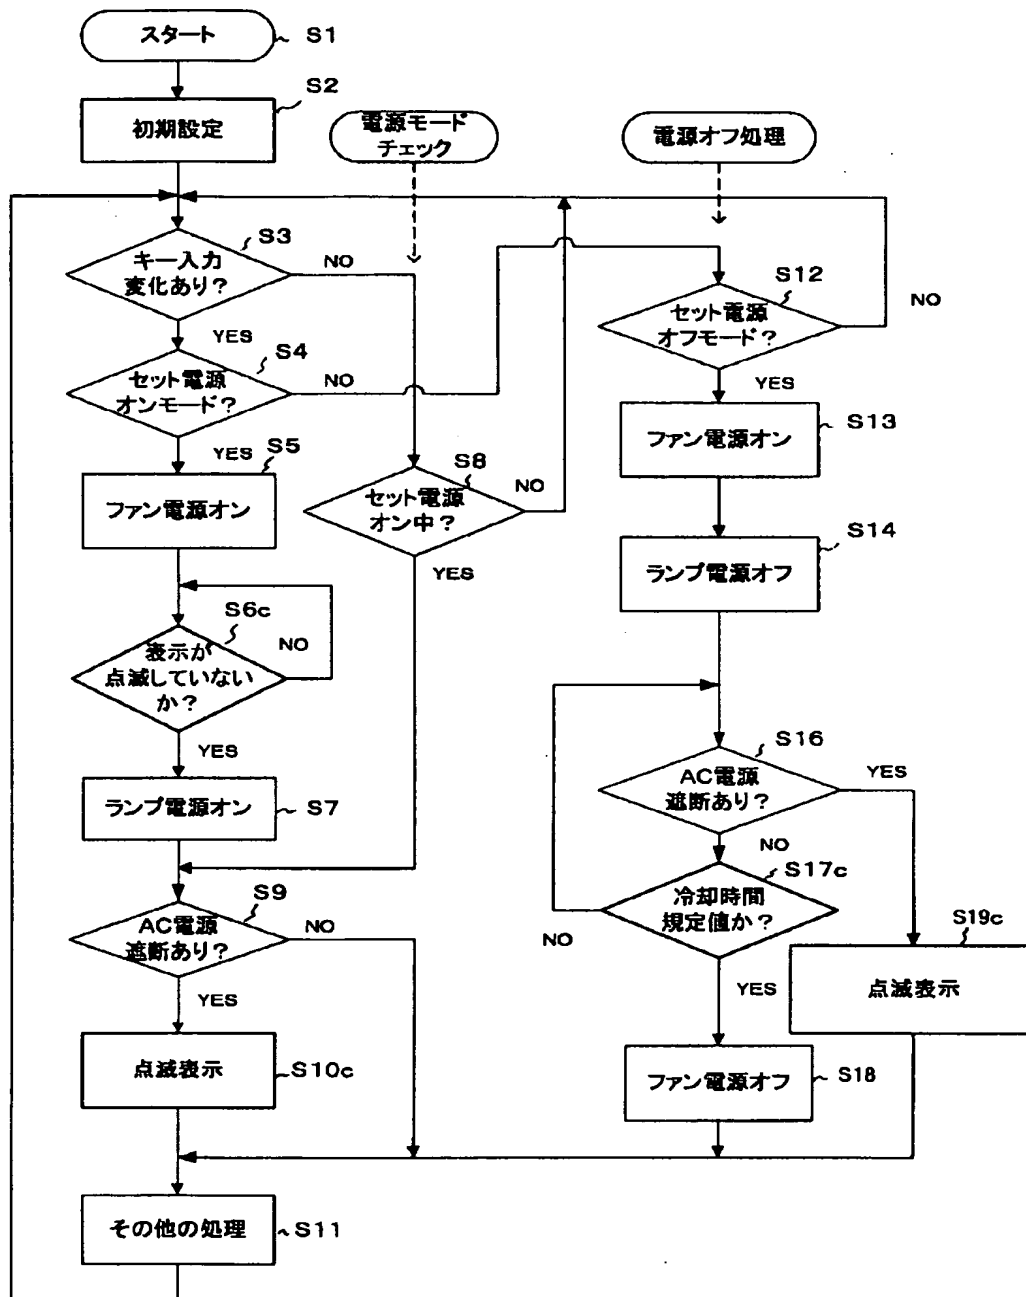 スタート
S1
S2
初期設定
電源モード
チェック
電源オフ処理
S3
キー入力
変化あり?
NO
YES
S4
セット電源
オンモード?
NO
YES
S5
ファン電源オン
S8
セット電源
オン中?
NO
YES
S6c
表示が
点滅していない
か?
NO
YES
ランプ電源オン
S7
S9
AC電源
遮断あり?
NO
YES
点滅表示
S10c
その他の処理
S11
S12
セット電源
オフモード?
NO
YES
ファン電源オン
S13
ランプ電源オフ
S14
S16
AC電源
遮断あり?
YES
NO
S17c
冷却時間
規定値か?
NO
YES
S19c
点滅表示
ファン電源オフ
S18